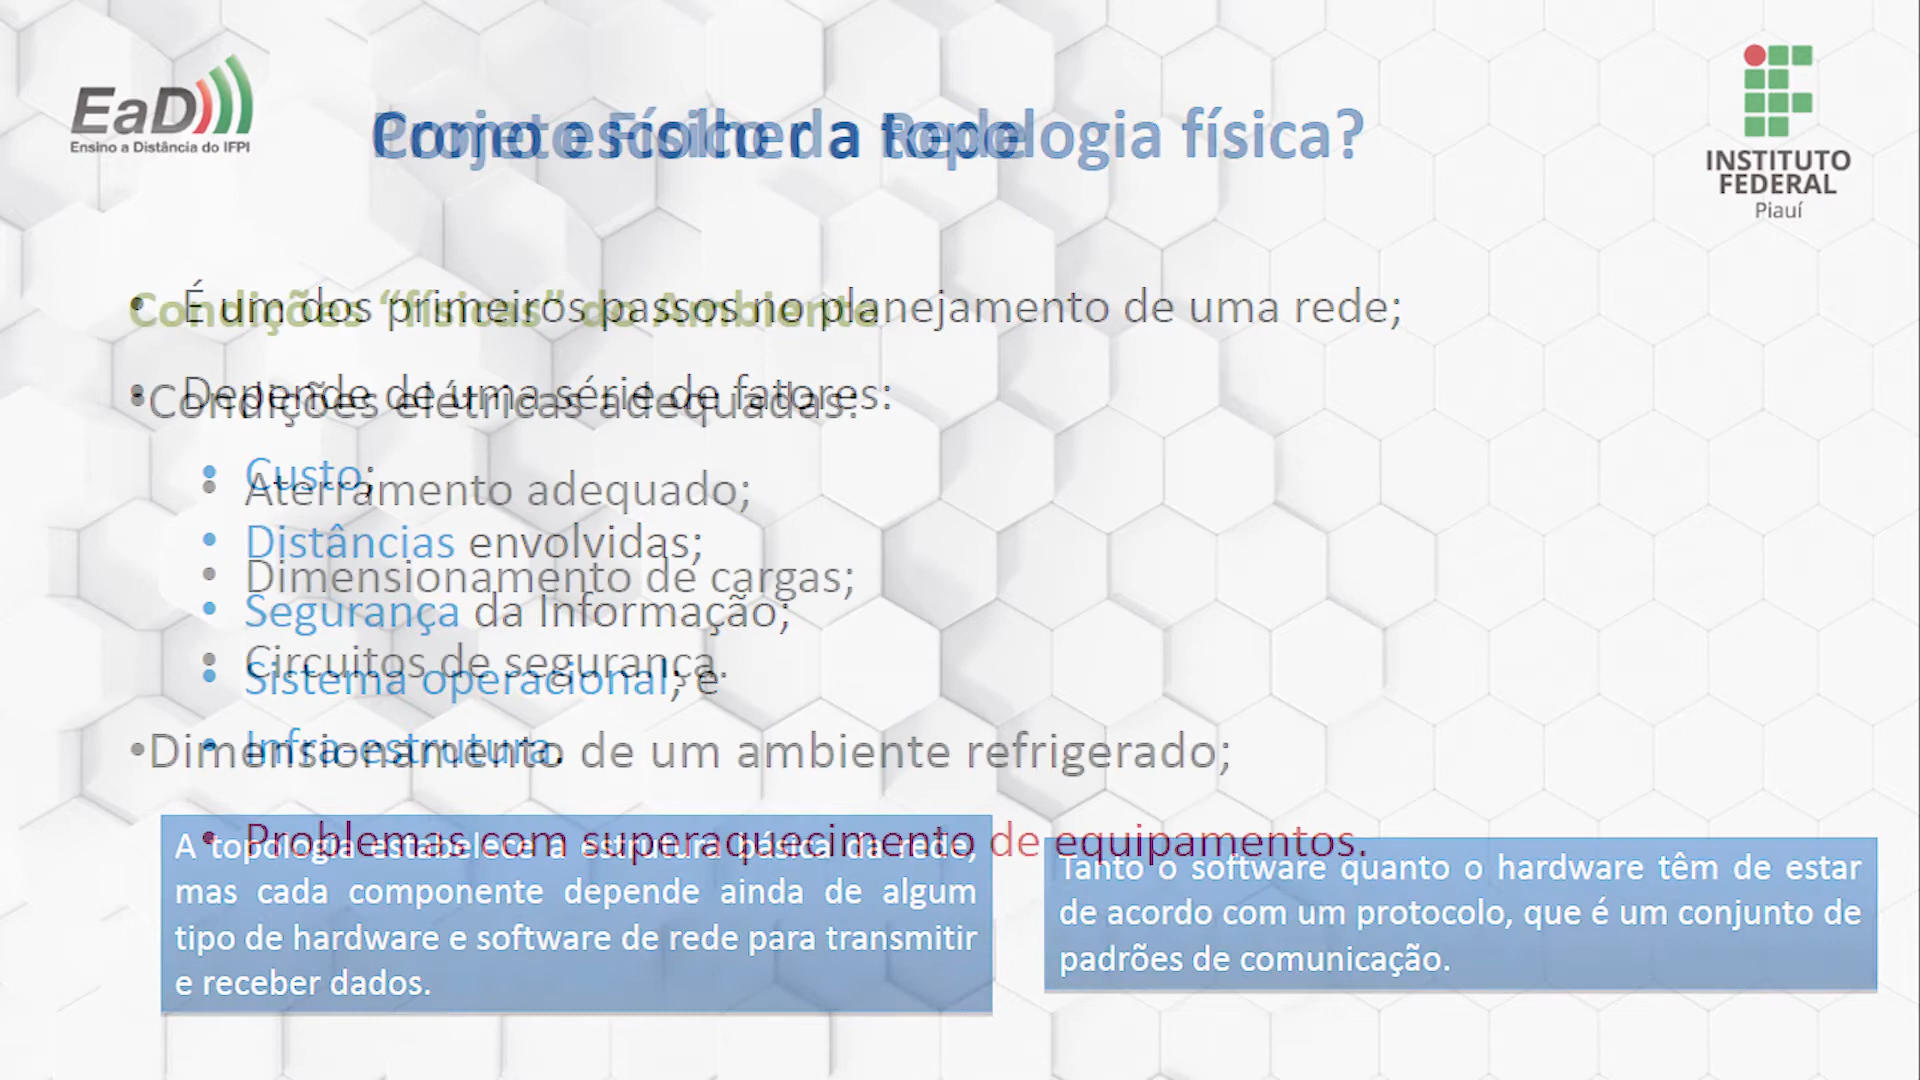 EaD
Ensino a Distância do IFPI
Projeto Físico da Rede
Como escolher a topologia física?
INSTITUTO
FEDERAL
Piauí
Condições “físicas” do Ambiente
• É um dos primeiros passos no planejamento de uma rede;
• Depende de uma série de fatores:
•Condições elétricas adequadas:
• Custo;
• Aterramento adequado;
• Distâncias envolvidas;
• Dimensionamento de cargas;
• Segurança da Informação;
• Circuitos de segurança.
• Sistema operacional; e
• Infra-estrutura.
•Dimensionamento de um ambiente refrigerado;
• Problemas com superaquecimento de equipamentos.
A topologia estabelece a estrutura básica da rede,
mas cada componente depende ainda de algum
tipo de hardware e software de rede para transmitir
e receber dados.
Tanto o software quanto o hardware têm de estar
de acordo com um protocolo, que é um conjunto de
padrões de comunicação.